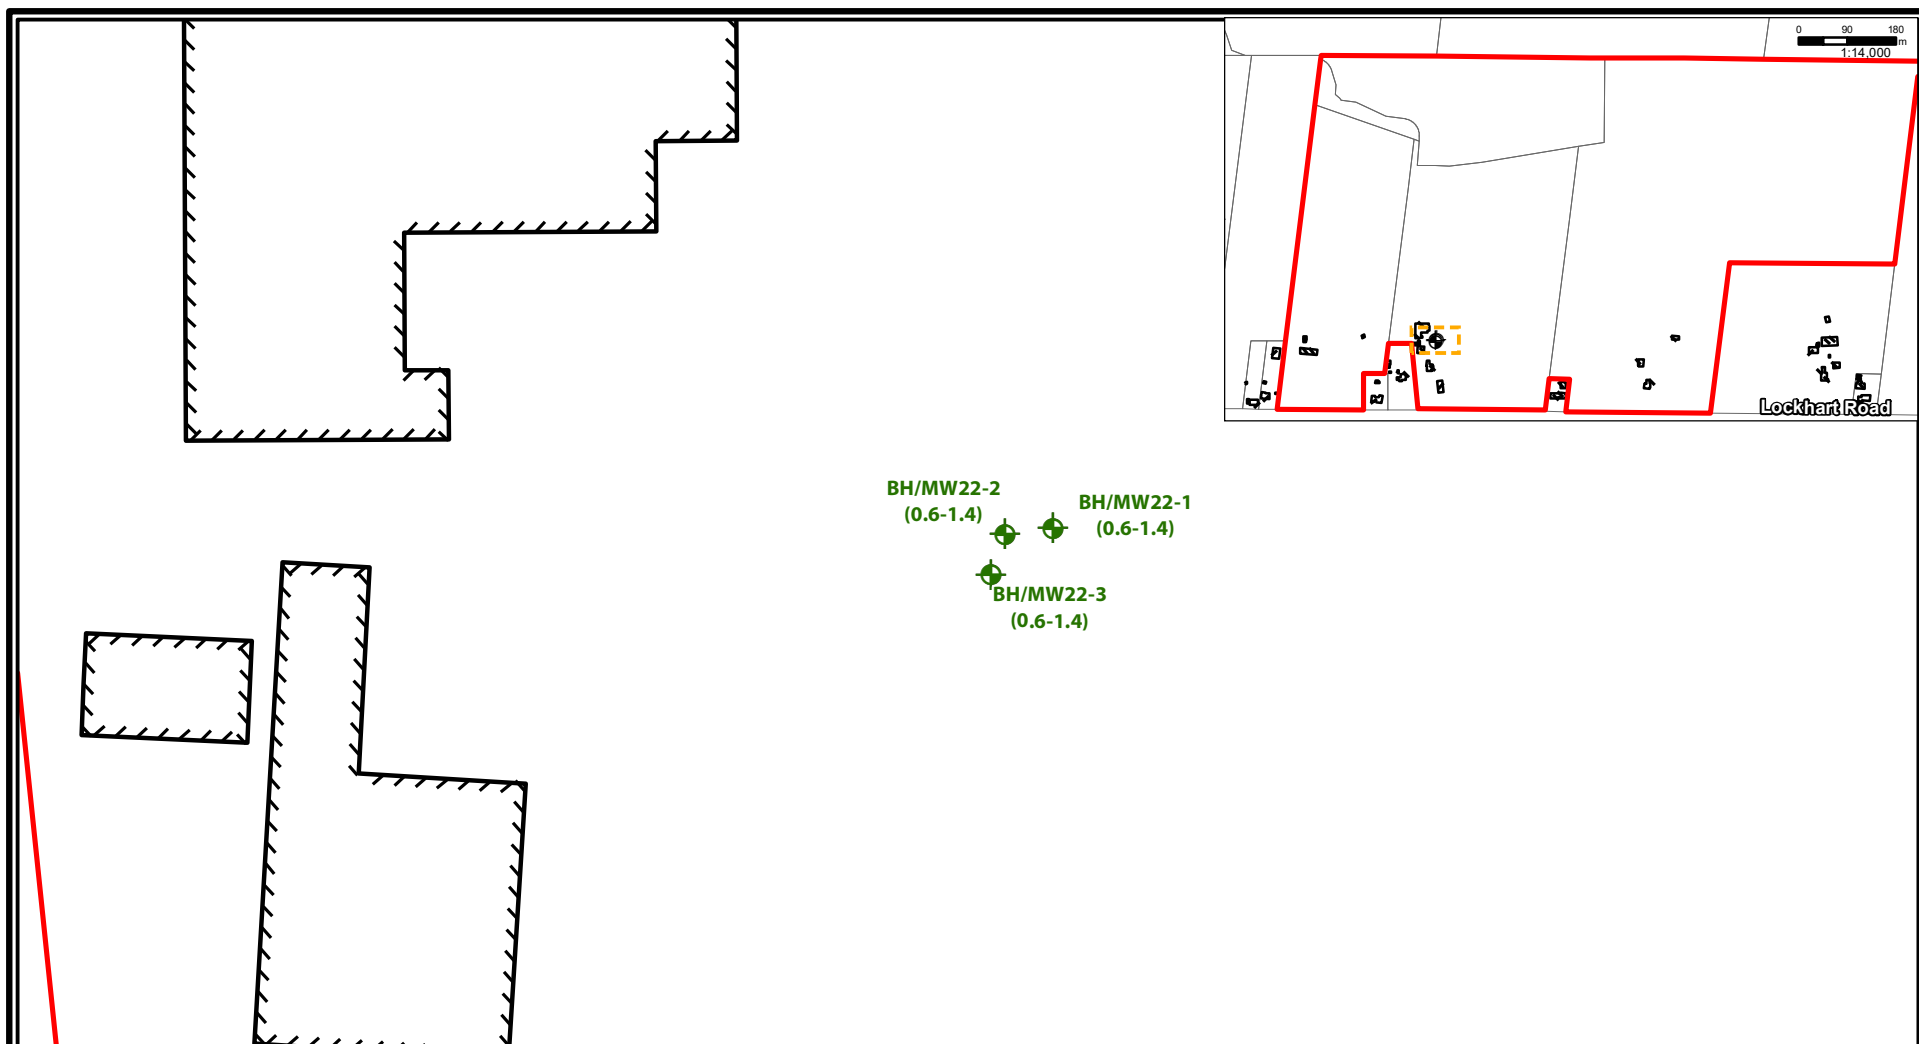 0 90 180
m
1:14,000
Lockhart Road
BH/MW22-2
(0.6-1.4)
BH/MW22-1
(0.6-1.4)
BH/MW22-3
(0.6-1.4)